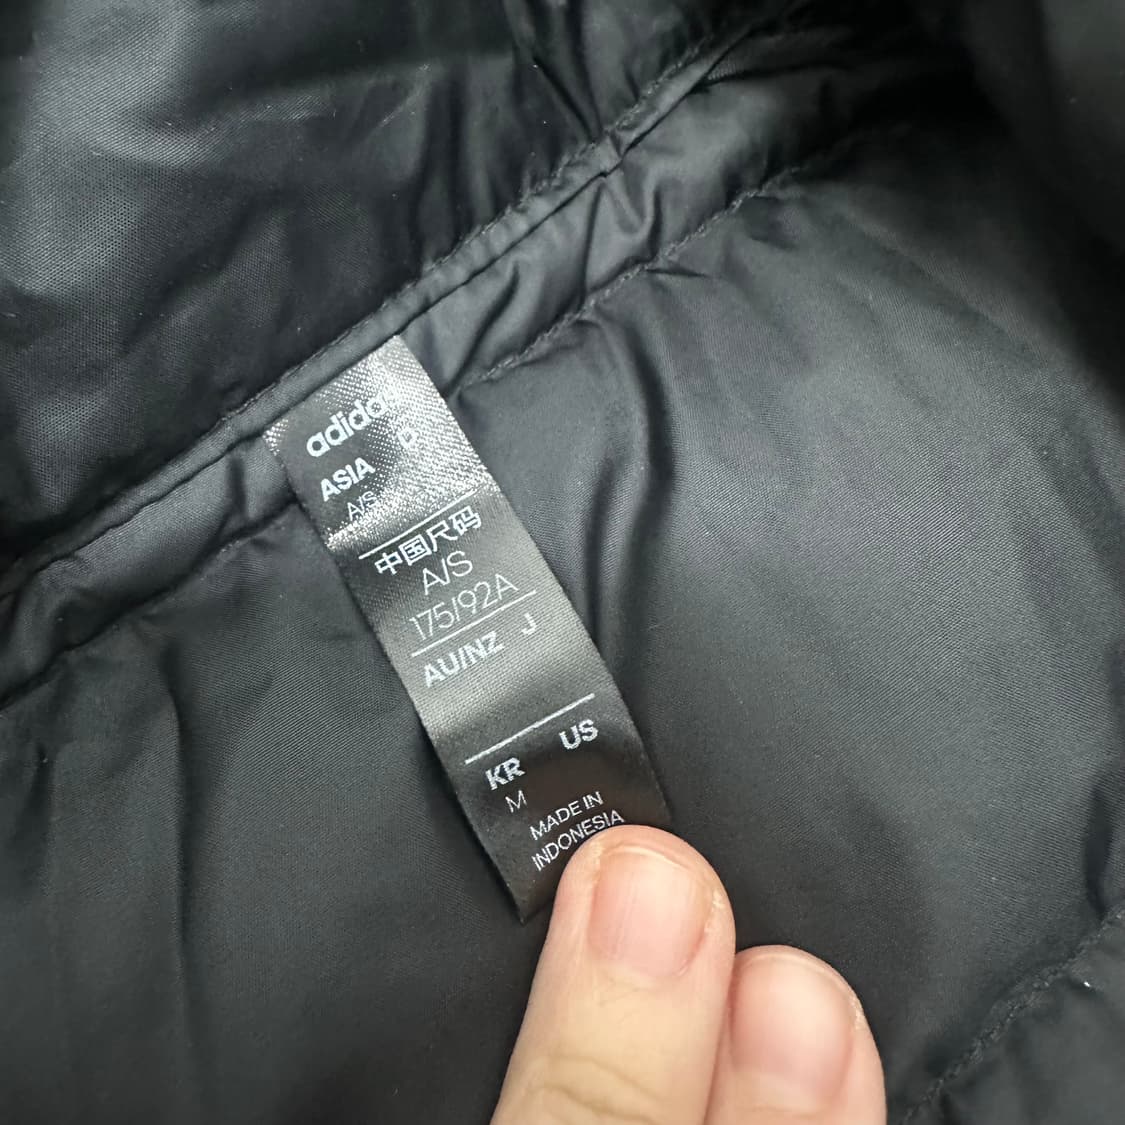 adidas
ASIA D
A/S
中国尺码
A/S
175/92A
AU/NZ J
KR US
M
MADE IN
INDONESIA